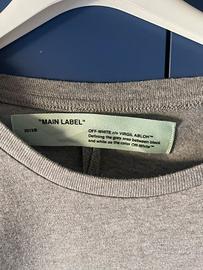 "MAIN LABEL"
OFF-WHITE c/o VIRGIL ABLOH™
Defining the grey area between black
and white as the color Off-White™